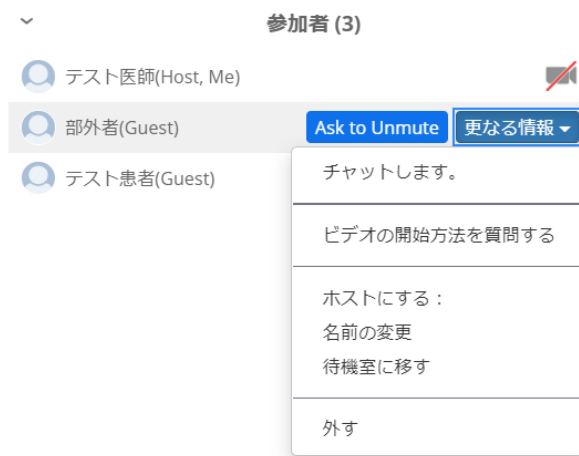 参加者 (3)
テスト医師(Host, Me)
部外者(Guest) Ask to Unmute 更なる情報
テスト患者(Guest)
チャットします。
ビデオの開始方法を質問する
ホストにする：
名前の変更
待機室に移す
外す